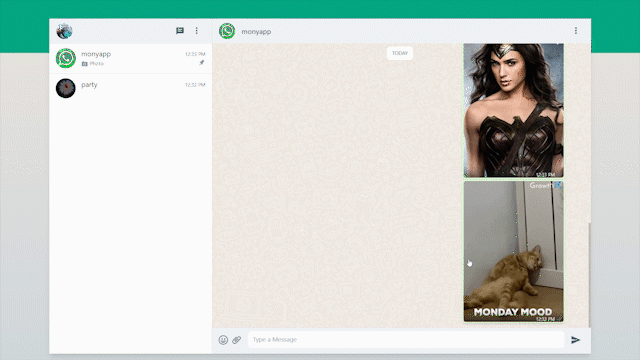 monyapp
12:33 PM
Photo
party
12:32 PM
monyapp
TODAY
12:33 PM
Growth
MONDAY MOOD
12:33 PM
Type a Message